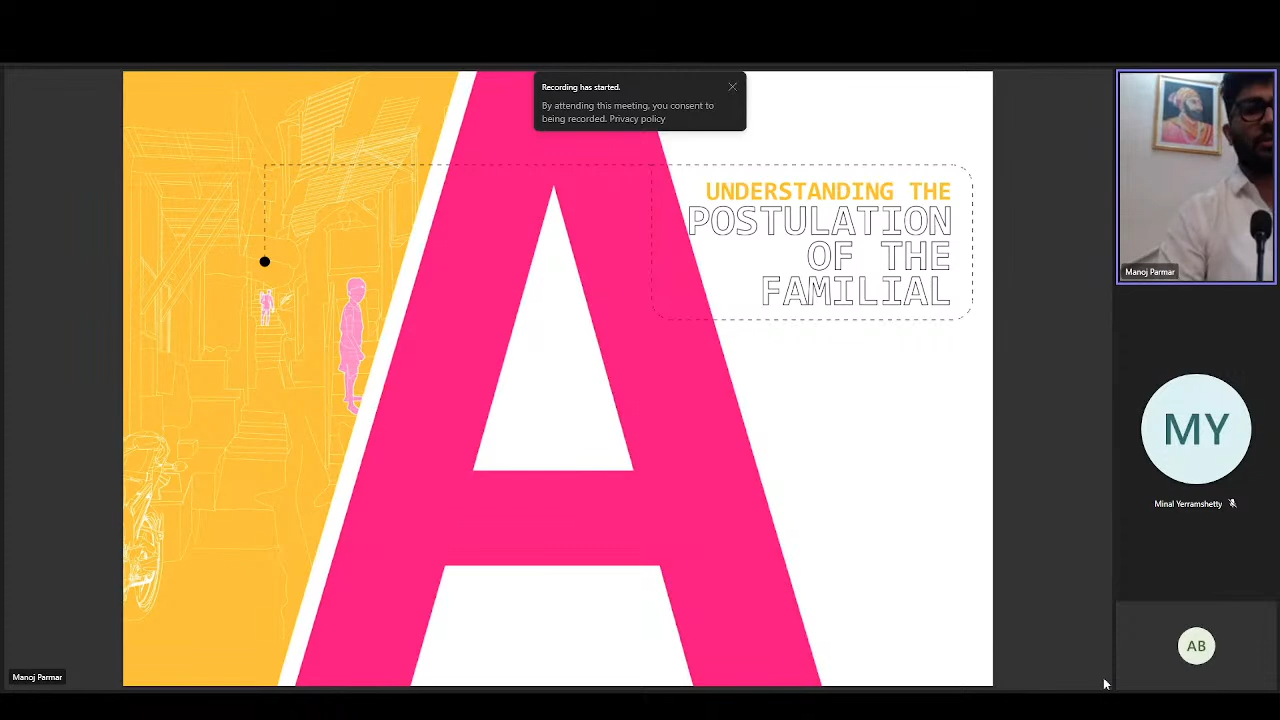 Recording has started.
By attending this meeting, you consent to
being recorded. Privacy policy
A
UNDERSTANDING THE
POSTULATION
OF THE
FAMILIAL
Manoj Parmar
MY
Minal Yerramshetty
AB
Manoj Parmar